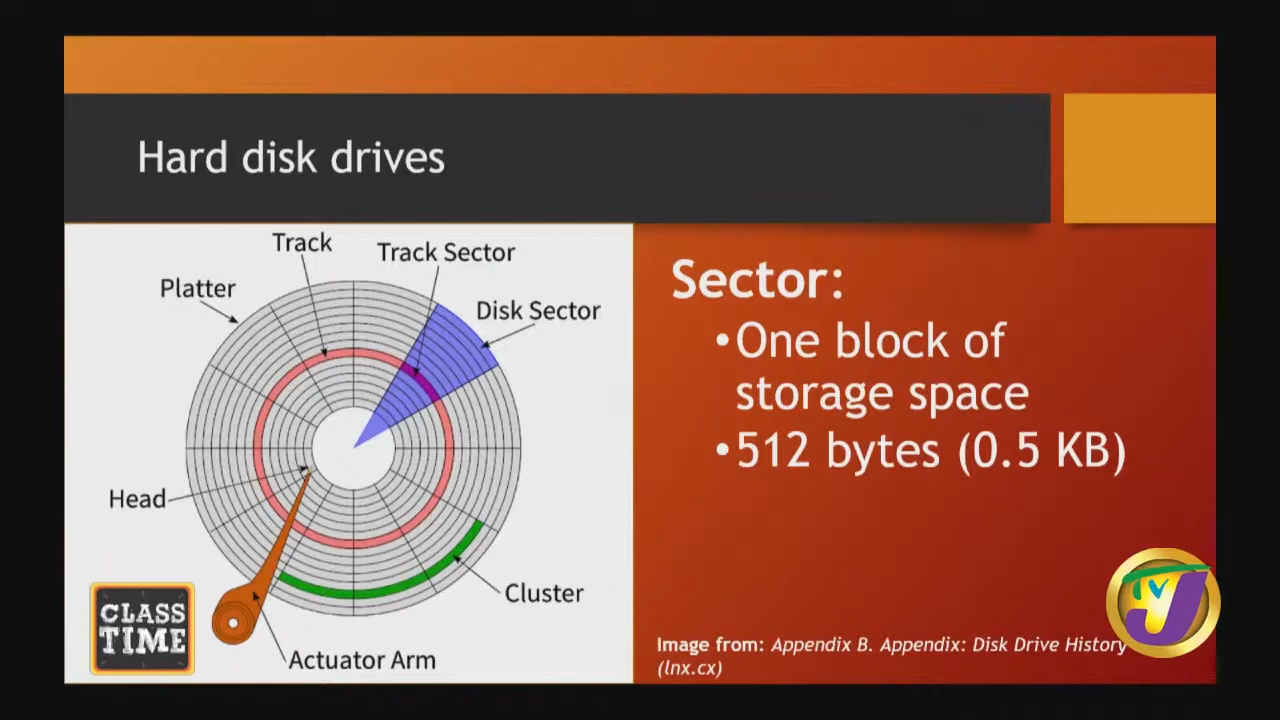 Hard disk drives
Track
Track Sector
Platter
Disk Sector
Head
Cluster
Actuator Arm
CLASS
TIME
Sector:
•One block of
storage space
•512 bytes (0.5 KB)
Image from: Appendix B. Appendix: Disk Drive History
(lnx.cx)
TVJ